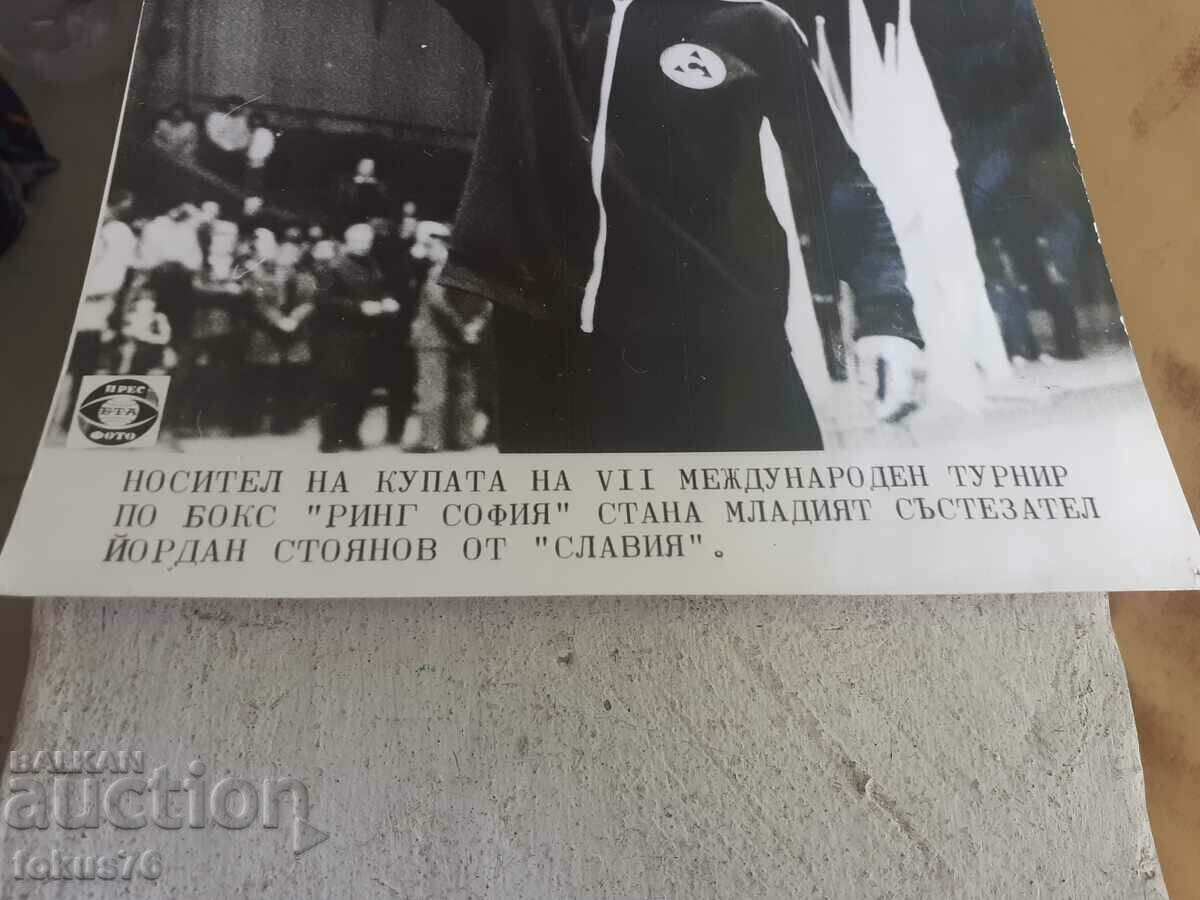 ПРЕС
БТА
ФОТО
НОСИТЕЛ НА КУПАТА НА VII МЕЖДУНАРОДЕН ТУРНИР
ПО БОКС "РИНГ СОФИЯ" СТАНА МЛАДИЯТ СЪСТЕЗАТЕЛ
ЙОРДАН СТОЯНОВ ОТ "СЛАВИЯ".
BALKAN
auction
fokus76